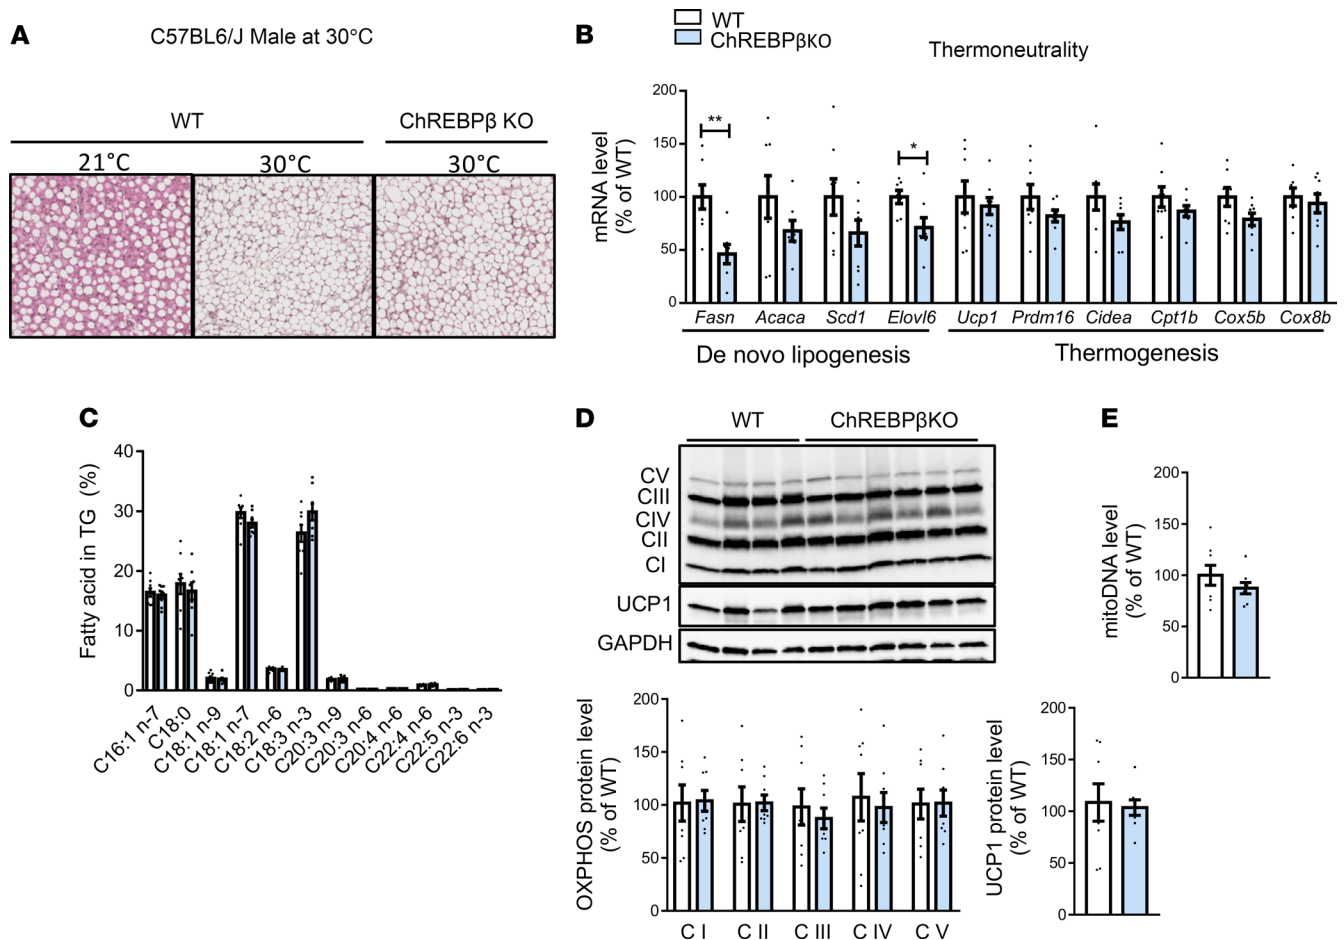 A
C57BL6/J Male at 30°C
WT
ChREBPβ KO
21°C
30°C
30°C
B
WT
ChREBPβKO
Thermoneutrality
mRNA level
(% of WT)
200
150
100
50
0
**
*
Fasn
Acaca
Scd1
Elovl6
Ucp1
Prdm16
Cidea
Cpt1b
Cox5b
Cox8b
De novo lipogenesis
Thermogenesis
C
Fatty acid in TG (%)
40
30
20
10
0
C16:1 n-7
C18:0
C18:1 n-9
C18:1 n-7
C18:2 n-6
C18:3 n-3
C20:3 n-9
C20:3 n-6
C20:4 n-6
C22:4 n-6
C22:5 n-3
C22:6 n-3
D
WT
ChREBPβKO
CV
CIII
CIV
CII
CI
UCP1
GAPDH
OXPHOS protein level
(% of WT)
200
150
100
50
0
C I
C II
C III
C IV
C V
UCP1 protein level
(% of WT)
200
150
100
50
0
E
mitoDNA level
(% of WT)
200
150
100
50
0